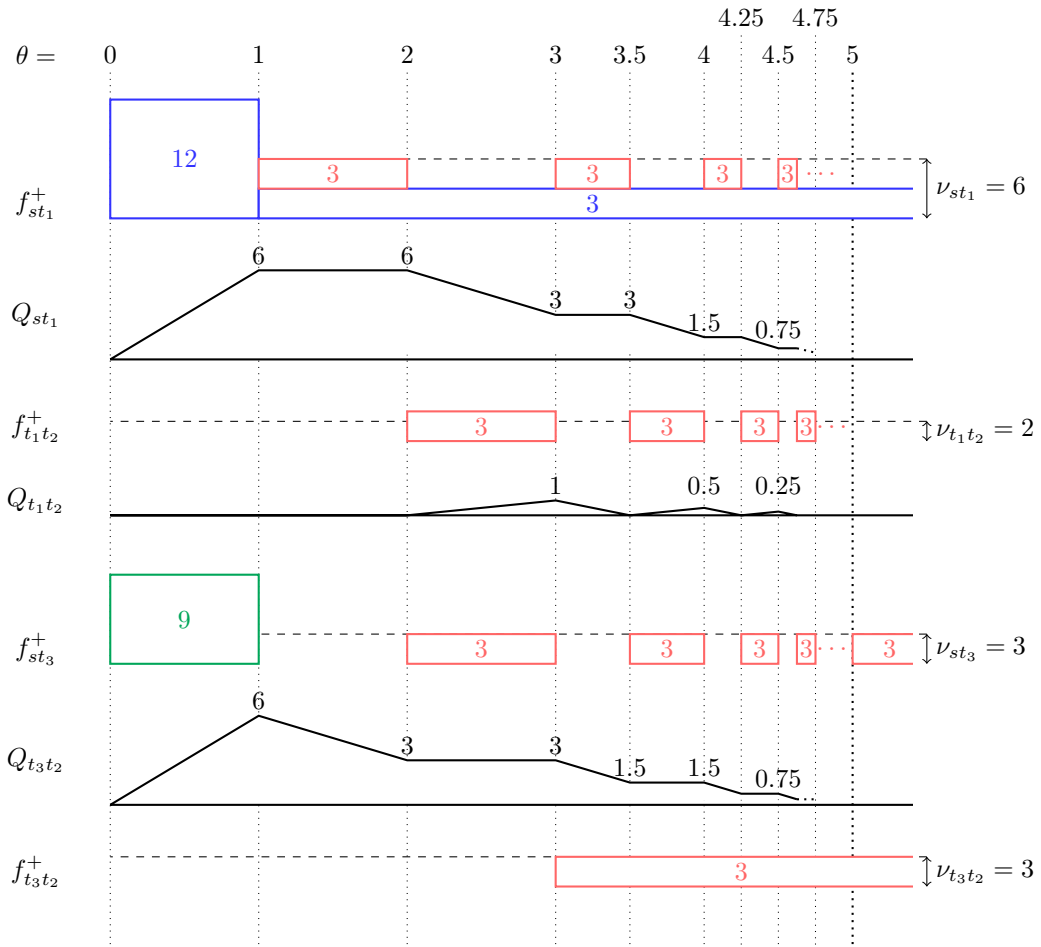 4.25 4.75
θ = 0 1 2 3 3.5 4 4.5 5
12
3 3 3 3 ···
f⁺ₛₜ₁ 3 νₛₜ₁ = 6
6 6
3 3
Qₛₜ₁ 1.5 0.75
f⁺ₜ₁ₜ₂ 3 3 3 3 ··· νₜ₁ₜ₂ = 2
Qₜ₁ₜ₂ 1 0.5 0.25
9
f⁺ₛₜ₃ 3 3 3 3 ··· 3 νₛₜ₃ = 3
6
3 3
Qₜ₃ₜ₂ 1.5 1.5 0.75
f⁺ₜ₃ₜ₂ 3 νₜ₃ₜ₂ = 3